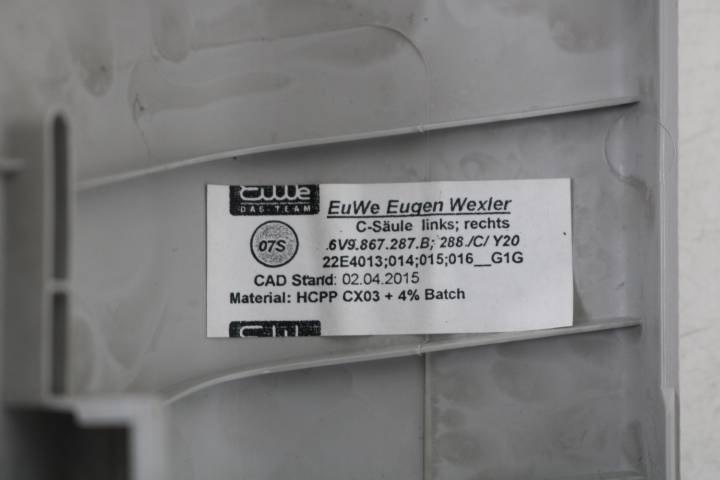 EuWe
DAS-TEAM
EuWe Eugen Wexler
C-Säule links; rechts
07S
.6V9.867.287.B; 288./C/ Y20
22E4013;014;015;016__G1G
CAD Stand: 02.04.2015
Material: HCPP CX03 + 4% Batch
EuWe